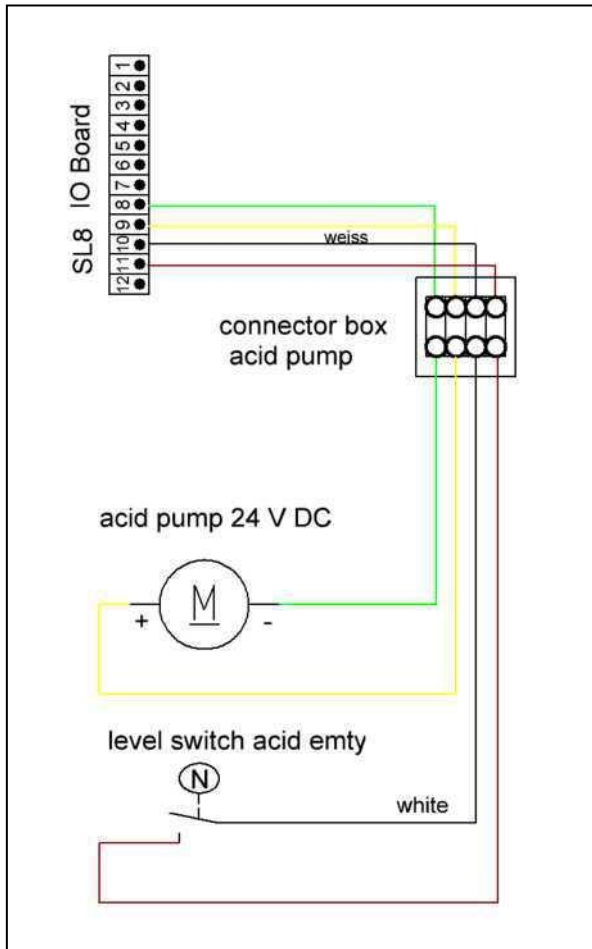 1
2
3
4
5
6
7
8
9
10
11
12
SL8 IO Board
weiss
connector box
acid pump
acid pump 24 V DC
M
+
-
level switch acid emty
N
white